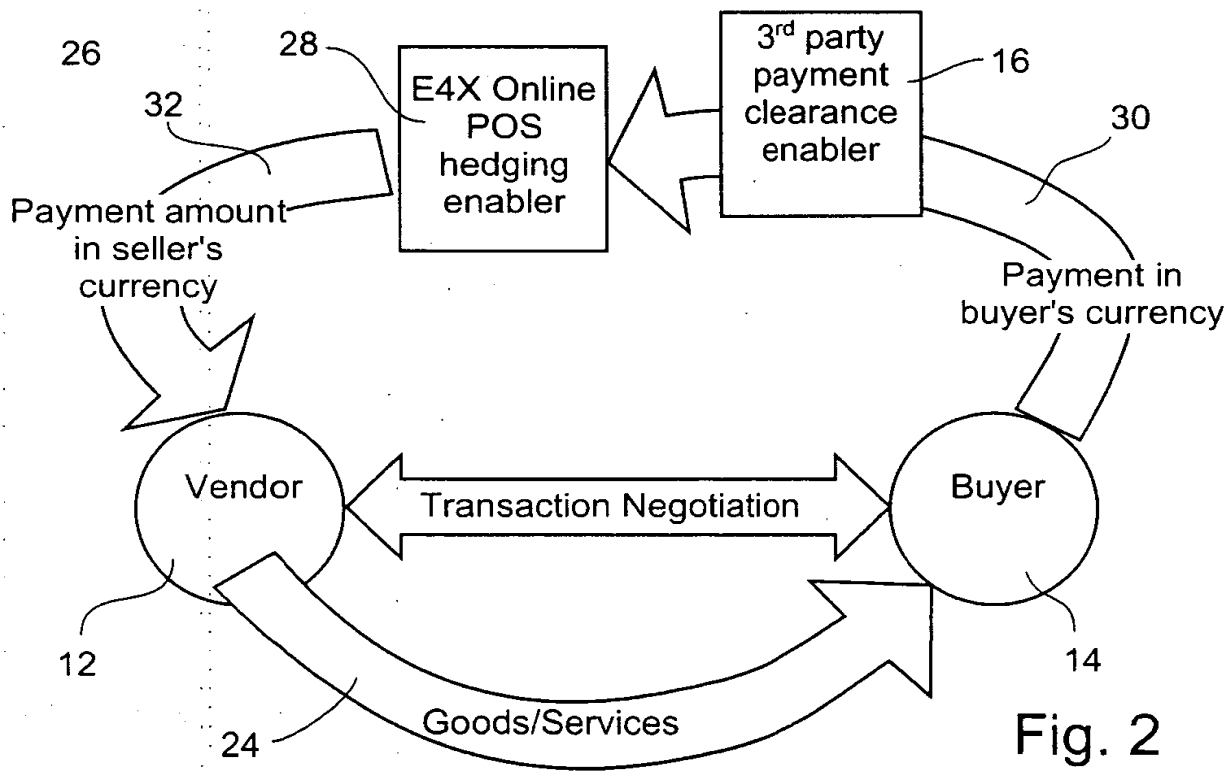 26
28
E4X Online
POS
hedging
enabler
3rd party
payment
clearance
enabler
16
32
30
Payment amount
in seller's
currency
Payment in
buyer's currency
Vendor
Transaction Negotiation
Buyer
12
14
24
Goods/Services
Fig. 2